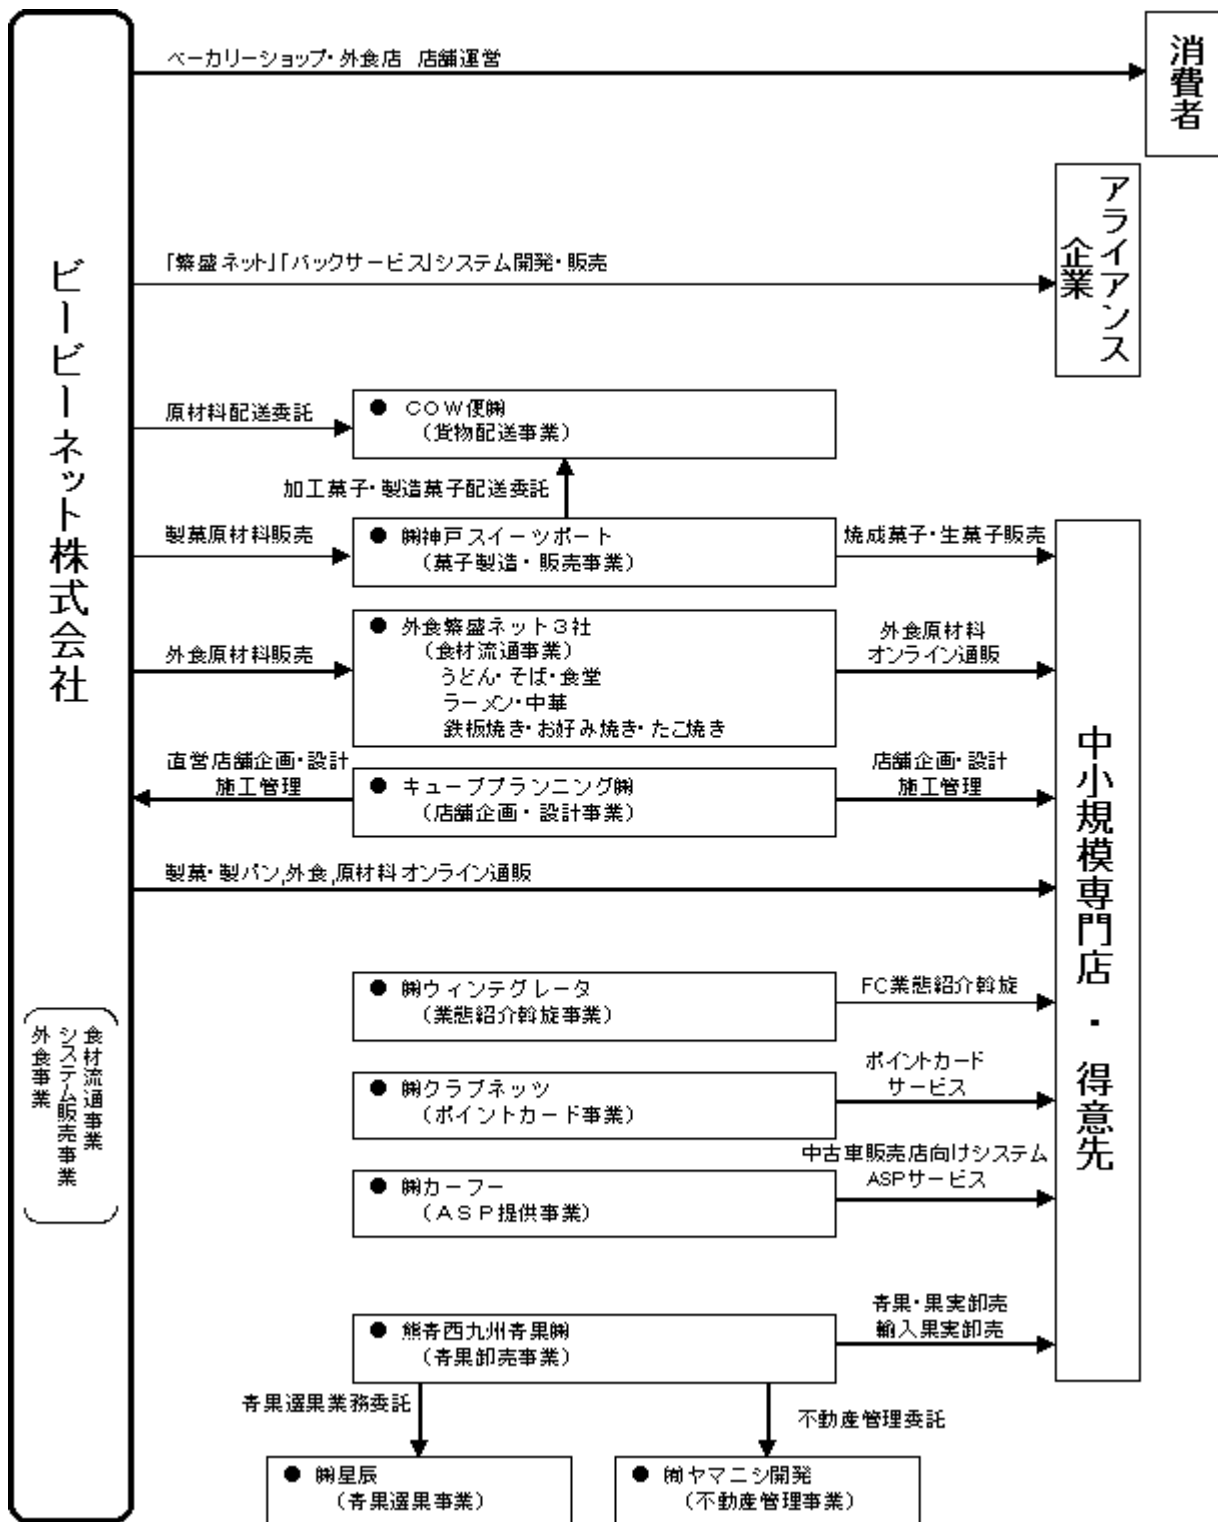 ベーカリーショップ・外食店　店舗運営
消費者
「繁盛ネット」「バックサービス」システム開発・販売
アライアンス
企業
ビービーネット株式会社
食材流通事業
システム販売事業
外食事業
原材料配送委託
● ＣＯＷ便㈱
（貨物配送事業）
加工菓子・製造菓子配送委託
製菓原材料販売
● ㈱神戸スイーツポート
（菓子製造・販売事業）
焼成菓子・生菓子販売
外食原材料販売
● 外食繁盛ネット３社
（食材流通事業）
うどん・そば・食堂
ラーメン・中華
鉄板焼き・お好み焼き・たこ焼き
外食原材料
オンライン通販
直営店舗企画・設計
施工管理
● キューブプランニング㈱
（店舗企画・設計事業）
店舗企画・設計
施工管理
中小規模専門店・得意先
製菓・製パン,外食,原材料オンライン通販
● ㈱ウィンテグレータ
（業態紹介斡旋事業）
FC業態紹介斡旋
● ㈱クラブネッツ
（ポイントカード事業）
ポイントカード
サービス
● ㈱カーフー
（ＡＳＰ提供事業）
中古車販売店向けシステム
ASPサービス
● 熊青西九州青果㈱
（青果卸売事業）
青果・果実卸売
輸入果実卸売
青果選果業務委託
不動産管理委託
● ㈱星辰
（青果選果事業）
● ㈲ヤマニシ開発
（不動産管理事業）